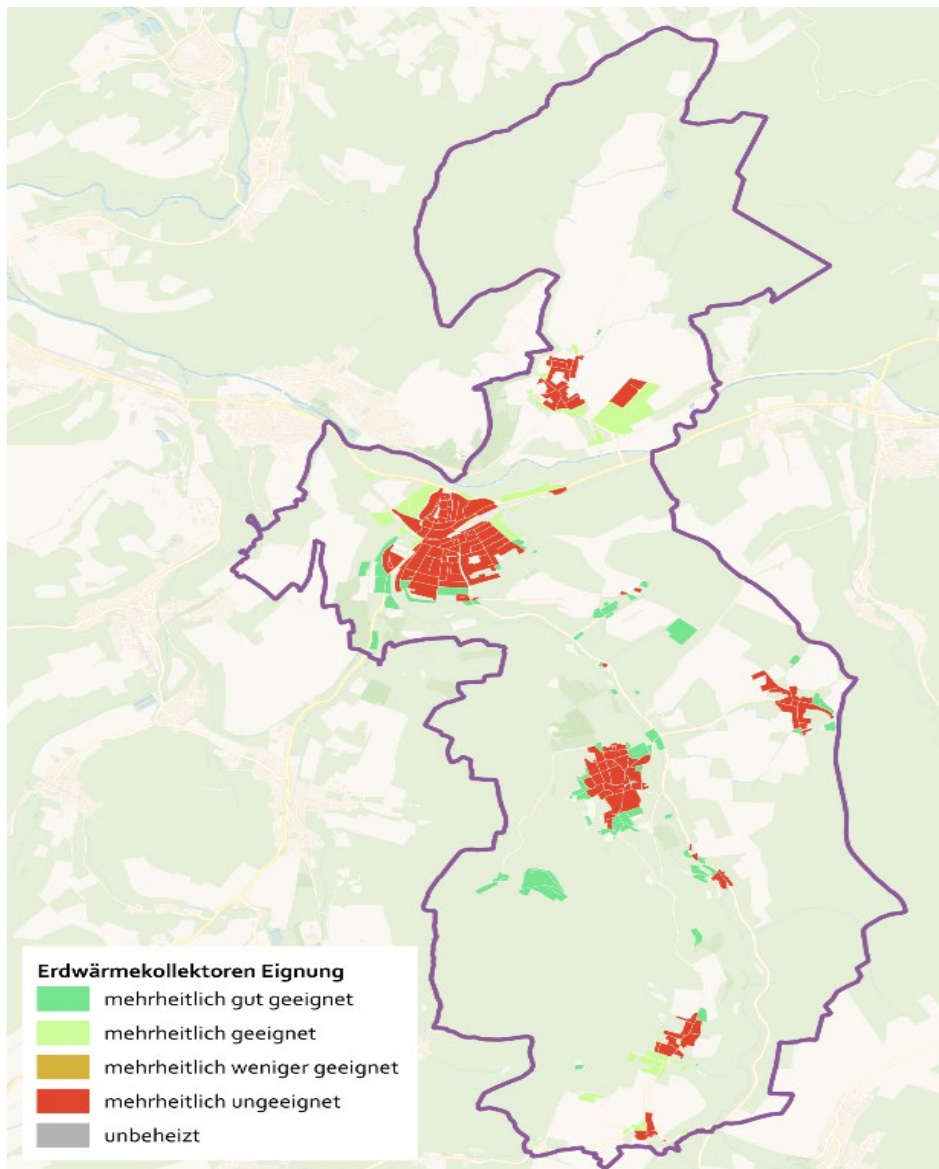 Erdwärmekollektoren Eignung
mehrheitlich gut geeignet
mehrheitlich geeignet
mehrheitlich weniger geeignet
mehrheitlich ungeeignet
unbeheizt